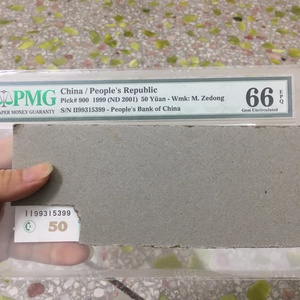 PMG
PAPER MONEY GUARANTY
China / People's Republic
Pick# 900 1999 (ND 2001) 50 Yüan - Wmk: M. Zedong
S/N II99315399 - People's Bank of China
66 EPQ
Gem Uncirculated
II99315399
50